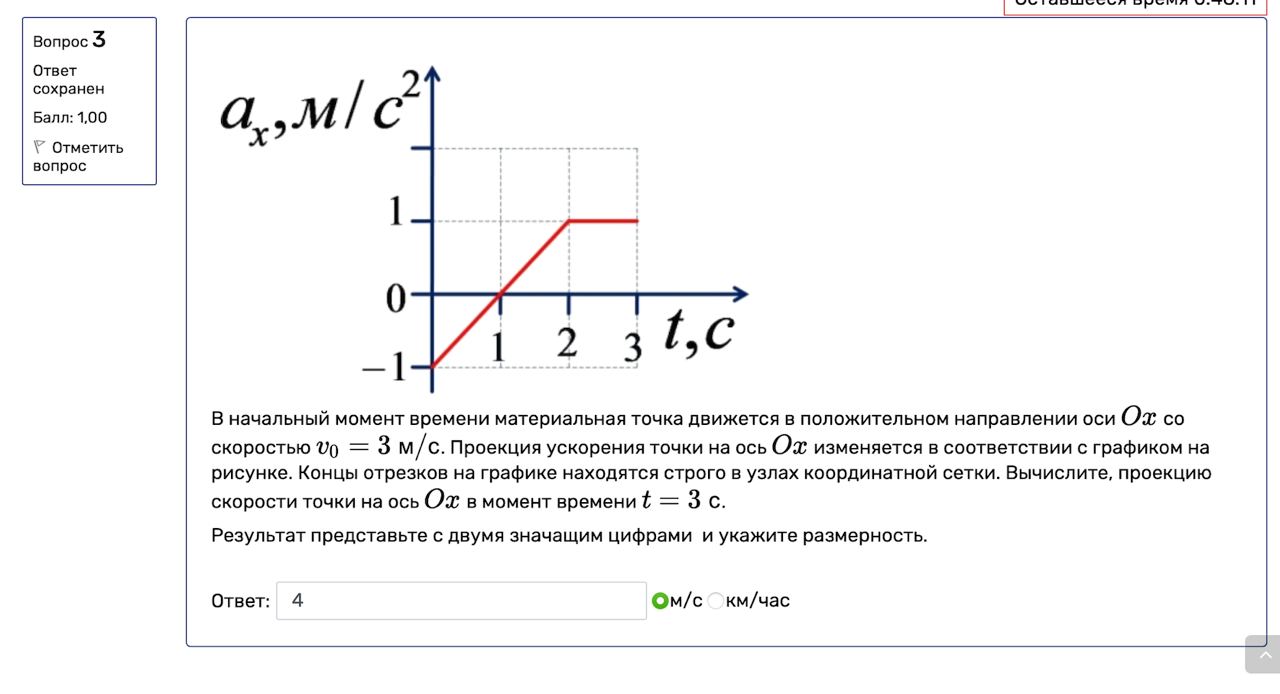 Оставшееся время 0:48:11
Вопрос 3
Ответ
сохранен
Балл: 1,00
Отметить
вопрос
aₓ, м/с²
1
0
−1
1 2 3 t,c
В начальный момент времени материальная точка движется в положительном направлении оси Ox со
скоростью v₀ = 3 м/с. Проекция ускорения точки на ось Ox изменяется в соответствии с графиком на
рисунке. Концы отрезков на графике находятся строго в узлах координатной сетки. Вычислите, проекцию
скорости точки на ось Ox в момент времени t = 3 с.
Результат представьте с двумя значащим цифрами и укажите размерность.
Ответ: 4 м/с км/час